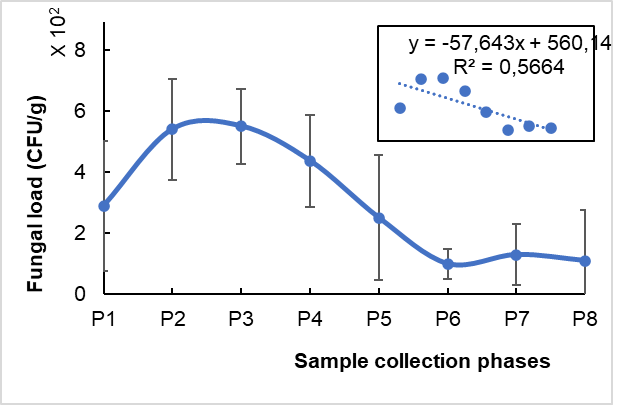 X 10²
8
6
4
2
0
Fungal load (CFU/g)
y = -57,643x + 560,14
R² = 0,5664
P1 P2 P3 P4 P5 P6 P7 P8
Sample collection phases